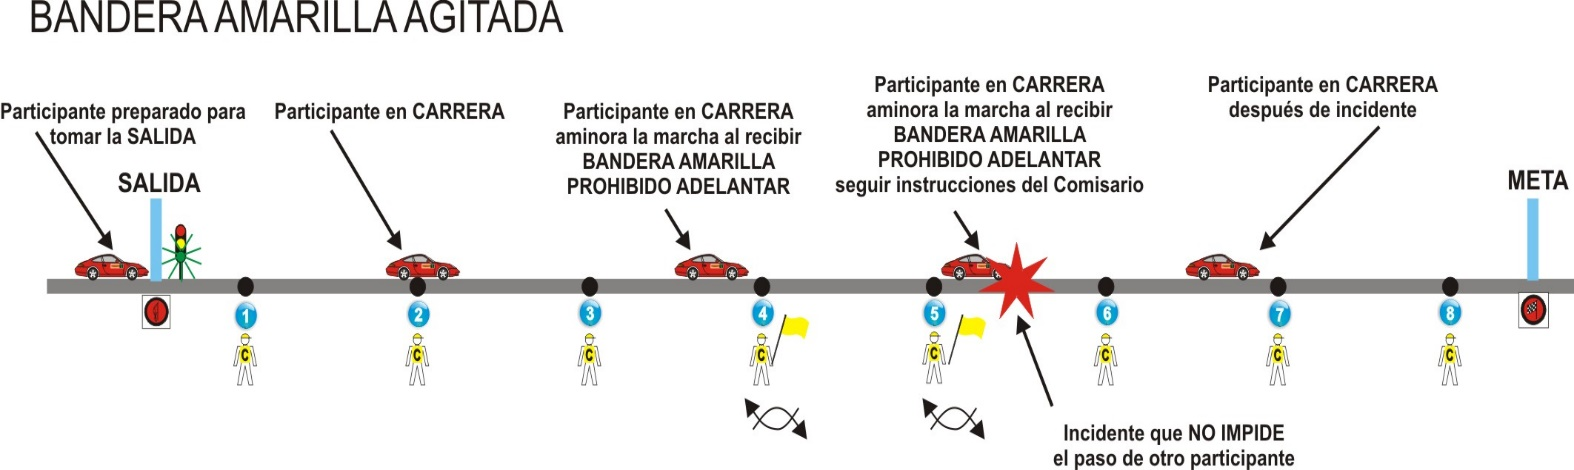 BANDERA AMARILLA AGITADA
Participante preparado para
tomar la SALIDA
Participante en CARRERA
Participante en CARRERA
aminora la marcha al recibir
BANDERA AMARILLA
PROHIBIDO ADELANTAR
Participante en CARRERA
aminora la marcha al recibir
BANDERA AMARILLA
PROHIBIDO ADELANTAR
seguir instrucciones del Comisario
Participante en CARRERA
después de incidente
SALIDA
META
1
2
3
4
5
6
7
8
C
C
C
C
C
C
C
C
Incidente que NO IMPIDE
el paso de otro participante